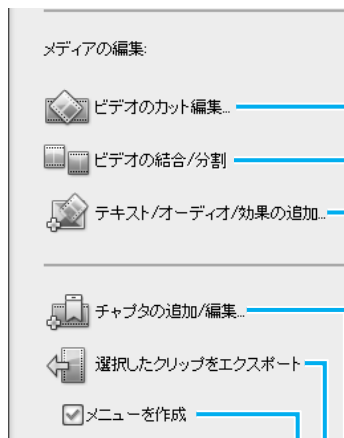 メディアの編集:
ビデオのカット編集...
ビデオの結合/分割
テキスト/オーディオ/効果の追加...
チャプタの追加/編集...
選択したクリップをエクスポート
メニューを作成